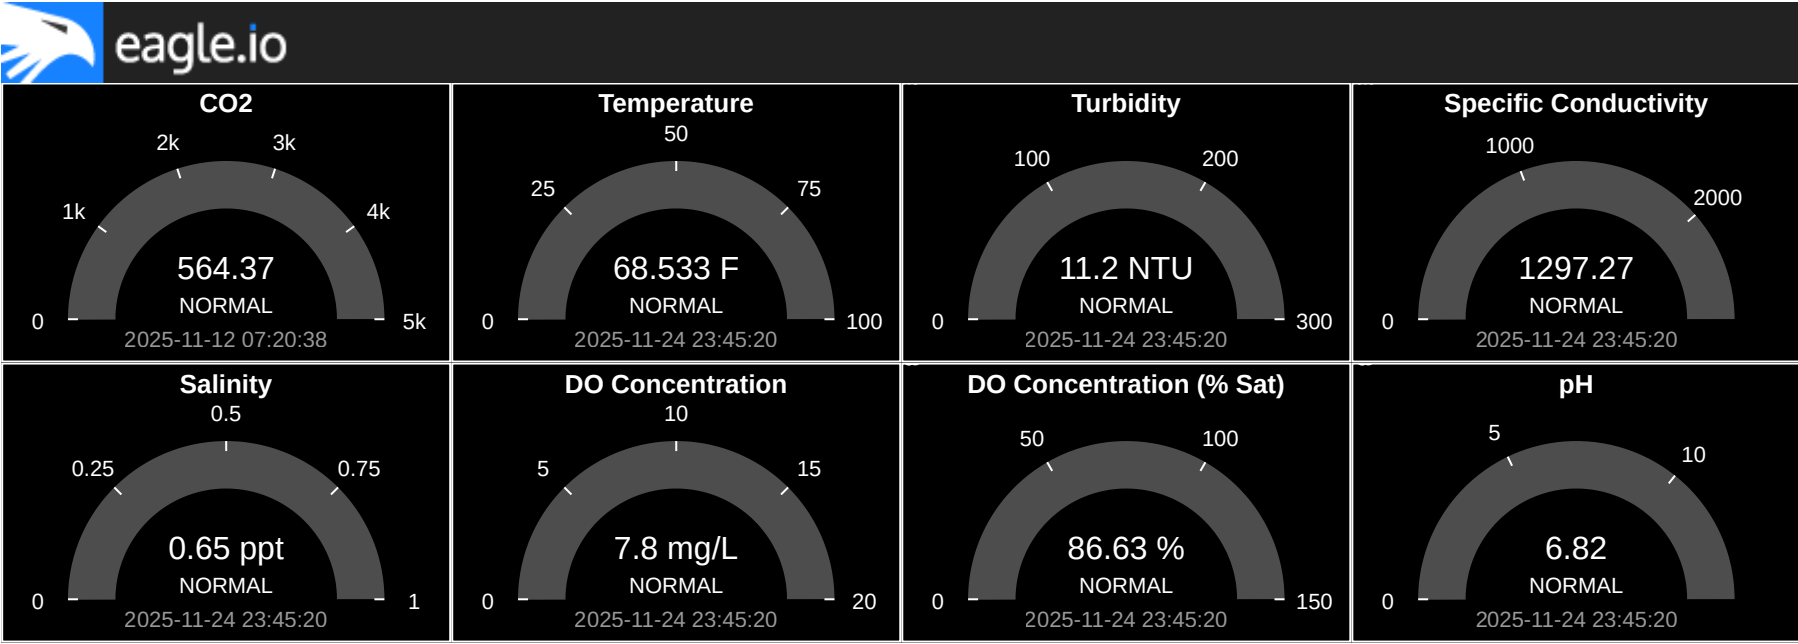 eagle.io
CO2
2k
3k
1k
4k
564.37
NORMAL
0
5k
2025-11-12 07:20:38
Temperature
50
25
75
68.533 F
NORMAL
0
100
2025-11-24 23:45:20
Turbidity
100
200
11.2 NTU
NORMAL
0
300
2025-11-24 23:45:20
Specific Conductivity
1000
2000
1297.27
NORMAL
0
2025-11-24 23:45:20
Salinity
0.5
0.25
0.75
0.65 ppt
NORMAL
0
1
2025-11-24 23:45:20
DO Concentration
10
5
15
7.8 mg/L
NORMAL
0
20
2025-11-24 23:45:20
DO Concentration (% Sat)
50
100
86.63 %
NORMAL
0
150
2025-11-24 23:45:20
pH
5
10
6.82
NORMAL
0
2025-11-24 23:45:20